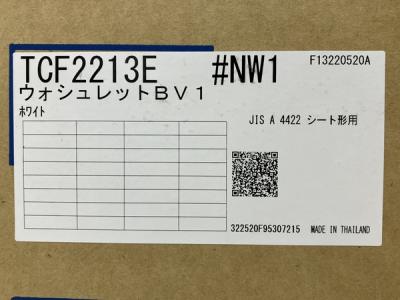 TCF2213E #NW1 F13220520A
ウォシュレットBV1
ホワイト
JIS A 4422 シート形用
322520F95307215 MADE IN THAILAND